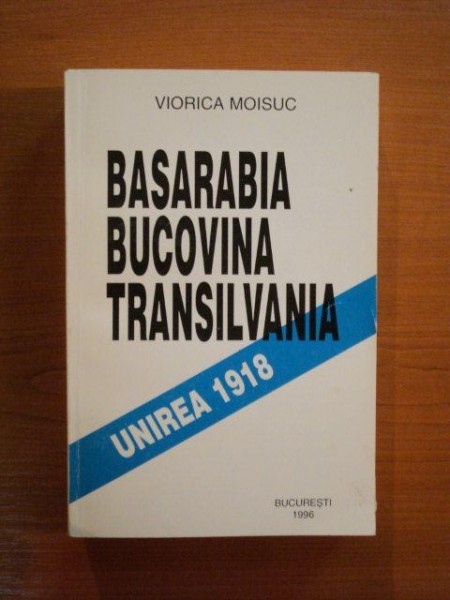 VIORICA MOISUC
BASARABIA
BUCOVINA
TRANSILVANIA
UNIREA 1918
BUCUREȘTI
1996